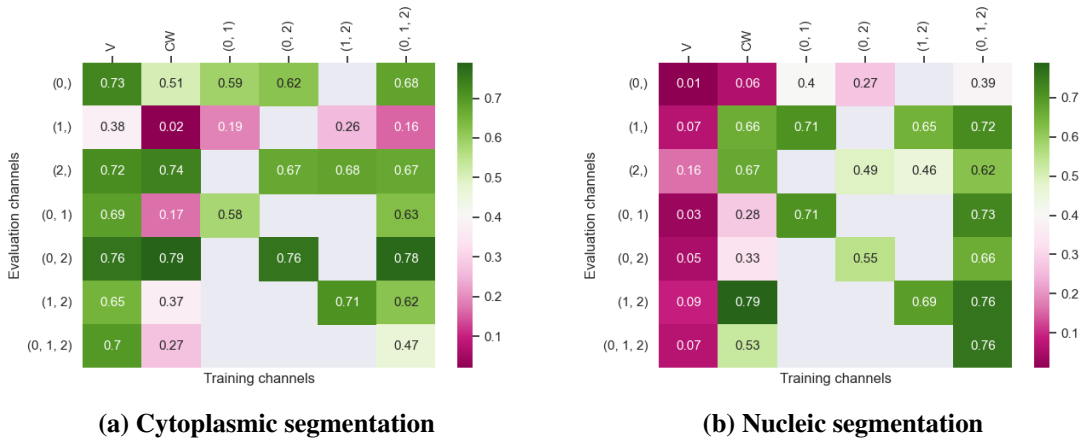 V CW (0, 1) (0, 2) (1, 2) (0, 1, 2)
Evaluation channels
(0,) 0.73 0.51 0.59 0.62 0.68
(1,) 0.38 0.02 0.19 0.26 0.16
(2,) 0.72 0.74 0.67 0.68 0.67
(0, 1) 0.69 0.17 0.58 0.63
(0, 2) 0.76 0.79 0.76 0.78
(1, 2) 0.65 0.37 0.71 0.62
(0, 1, 2) 0.7 0.27 0.47
Training channels
0.7
0.6
0.5
0.4
0.3
0.2
0.1
(a) Cytoplasmic segmentation
V CW (0, 1) (0, 2) (1, 2) (0, 1, 2)
Evaluation channels
(0,) 0.01 0.06 0.4 0.27 0.39
(1,) 0.07 0.66 0.71 0.65 0.72
(2,) 0.16 0.67 0.49 0.46 0.62
(0, 1) 0.03 0.28 0.71 0.73
(0, 2) 0.05 0.33 0.55 0.66
(1, 2) 0.09 0.79 0.69 0.76
(0, 1, 2) 0.07 0.53 0.76
Training channels
0.7
0.6
0.5
0.4
0.3
0.2
0.1
(b) Nucleic segmentation